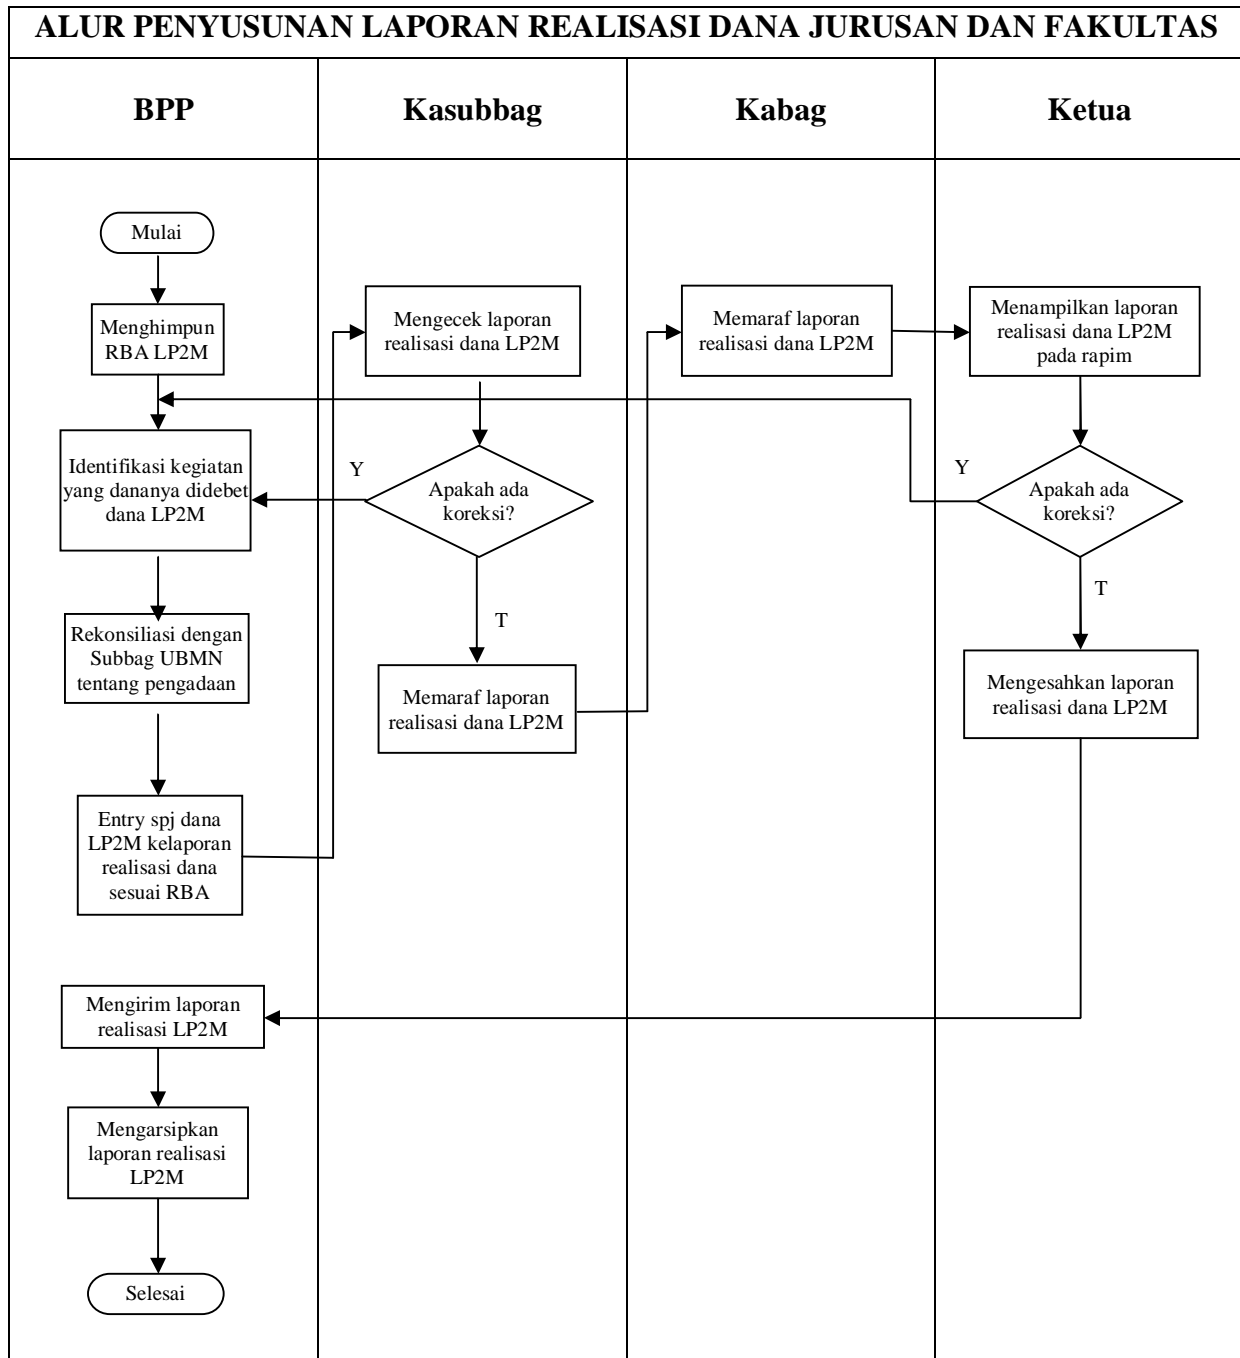 ALUR PENYUSUNAN LAPORAN REALISASI DANA JURUSAN DAN FAKULTAS
BPP
Kasubbag
Kabag
Ketua
Mulai
Menghimpun
RBA LP2M
Identifikasi kegiatan
yang dananya didebet
dana LP2M
Rekonsiliasi dengan
Subbag UBMN
tentang pengadaan
Entry spj dana
LP2M kelaporan
realisasi dana
sesuai RBA
Mengecek laporan
realisasi dana LP2M
Apakah ada
koreksi?
Y
T
Memaraf laporan
realisasi dana LP2M
Memaraf laporan
realisasi dana LP2M
Menampilkan laporan
realisasi dana LP2M
pada rapim
Apakah ada
koreksi?
Y
T
Mengesahkan laporan
realisasi dana LP2M
Mengirim laporan
realisasi LP2M
Mengarsipkan
laporan realisasi
LP2M
Selesai